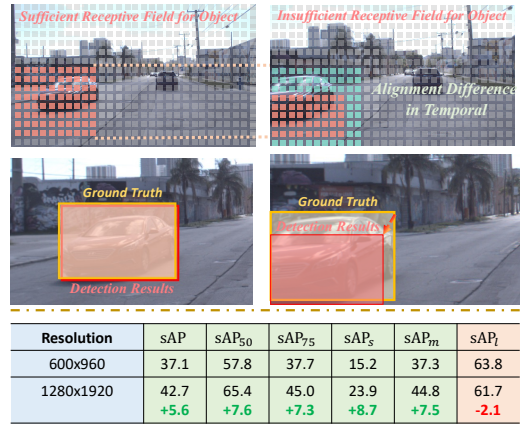 Sufficient Receptive Field for Object
Insufficient Receptive Field for Object
Alignment Difference
in Temporal
Ground Truth
Detection Results
Ground Truth
Detection Results
Resolution sAP sAP50 sAP75 sAPs sAPm sAPl
600x960 37.1 57.8 37.7 15.2 37.3 63.8
1280x1920 42.7 65.4 45.0 23.9 44.8 61.7
+5.6 +7.6 +7.3 +8.7 +7.5 -2.1